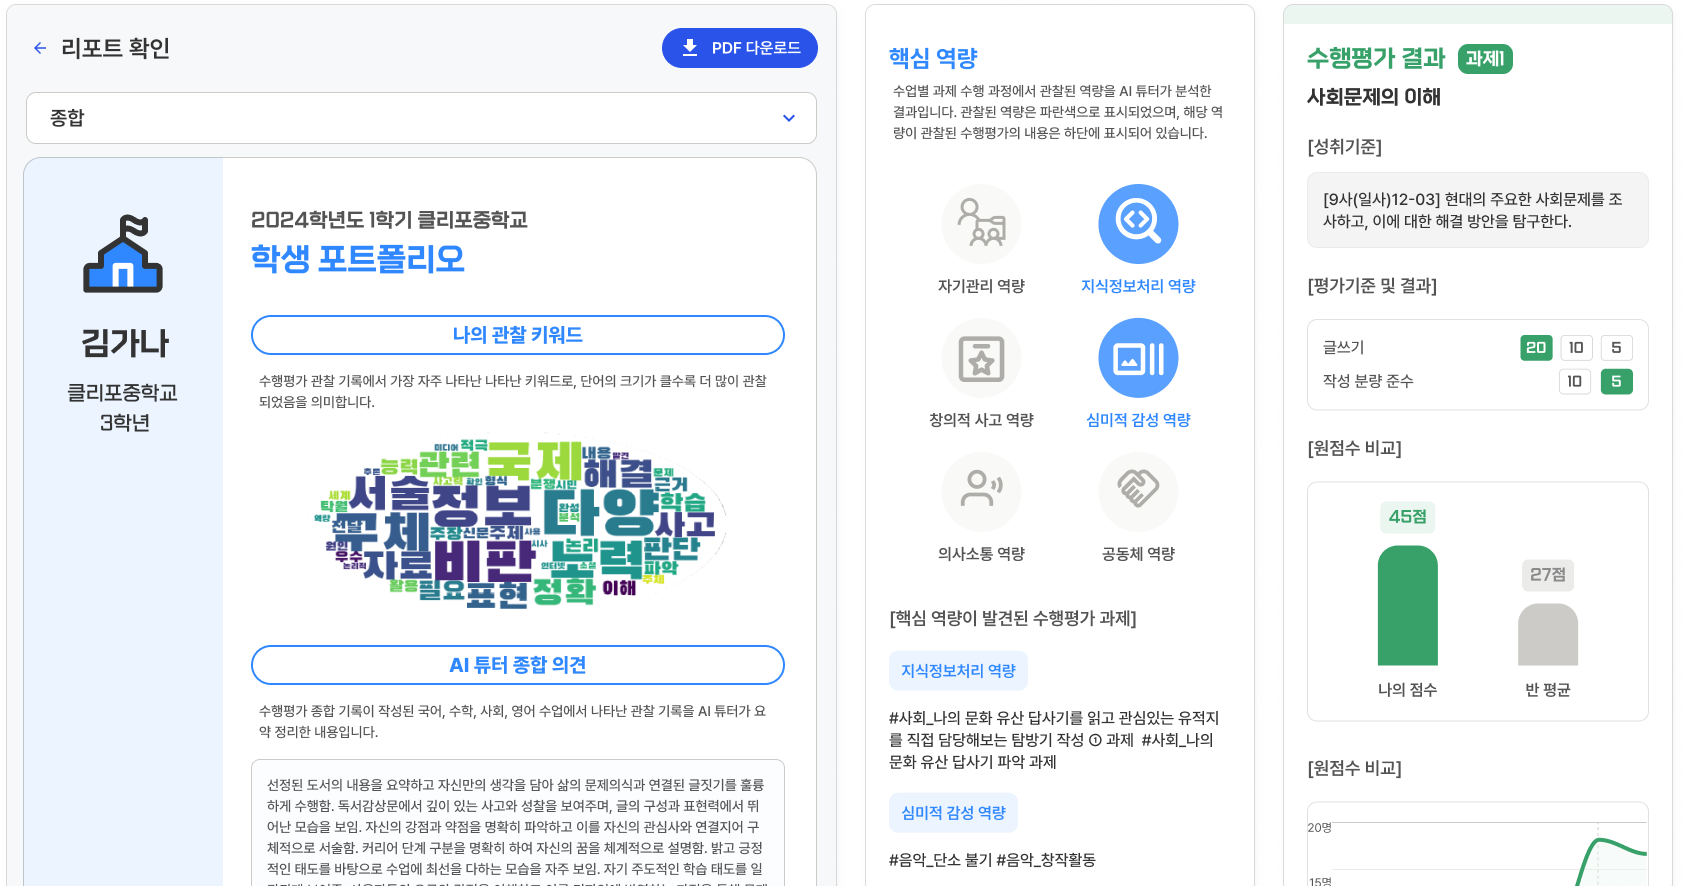 리포트 확인
PDF 다운로드
종합
김가나
클리포중학교
3학년
2024학년도 1학기 클리포중학교
학생 포트폴리오
나의 관찰 키워드
수행평가 관찰 기록에서 가장 자주 나타난 나타난 키워드로, 단어의 크기가 클수록 더 많이 관찰
되었음을 의미합니다.
미디어 적극
추론 능력 관련 국제 내용 발견
사고력 확인 형식 분쟁 시민 해결 문제 근거
세계 탁월 서술 정보 다양 학습
역량 전달 주제 주장 신문 주제 사용 완성 분석 사고
원인 우수 논리적 자료 비판 시사 논리 노력 판단
인터넷 소설 파악
활용 필요 표현 정확 이해 주체
AI 튜터 종합 의견
수행평가 종합 기록이 작성된 국어, 수학, 사회, 영어 수업에서 나타난 관찰 기록을 AI 튜터가 요
약 정리한 내용입니다.
선정된 도서의 내용을 요약하고 자신만의 생각을 담아 삶의 문제의식과 연결된 글짓기를 훌륭
하게 수행함. 독서감상문에서 깊이 있는 사고와 성찰을 보여주며, 글의 구성과 표현력에서 뛰
어난 모습을 보임. 자신의 강점과 약점을 명확히 파악하고 이를 자신의 관심사와 연결지어 구
체적으로 서술함. 커리어 단계 구분을 명확히 하여 자신의 꿈을 체계적으로 설명함. 밝고 긍정
적인 태도를 바탕으로 수업에 최선을 다하는 모습을 자주 보임. 자기 주도적인 학습 태도를 일
핵심 역량
수업별 과제 수행 과정에서 관찰된 역량을 AI 튜터가 분석한
결과입니다. 관찰된 역량은 파란색으로 표시되었으며, 해당 역
량이 관찰된 수행평가의 내용은 하단에 표시되어 있습니다.
자기관리 역량
지식정보처리 역량
창의적 사고 역량
심미적 감성 역량
의사소통 역량
공동체 역량
[핵심 역량이 발견된 수행평가 과제]
지식정보처리 역량
#사회_나의 문화 유산 답사기를 읽고 관심있는 유적지
를 직접 담당해보는 탐방기 작성 ① 과제 #사회_나의
문화 유산 답사기 파악 과제
심미적 감성 역량
#음악_단소 불기 #음악_창작활동
수행평가 결과 과제1
사회문제의 이해
[성취기준]
[9사(일사)12-03] 현대의 주요한 사회문제를 조
사하고, 이에 대한 해결 방안을 탐구한다.
[평가기준 및 결과]
글쓰기 20 10 5
작성 분량 준수 10 5
[원점수 비교]
45점
27점
나의 점수
반 평균
[원점수 비교]
20명
15명